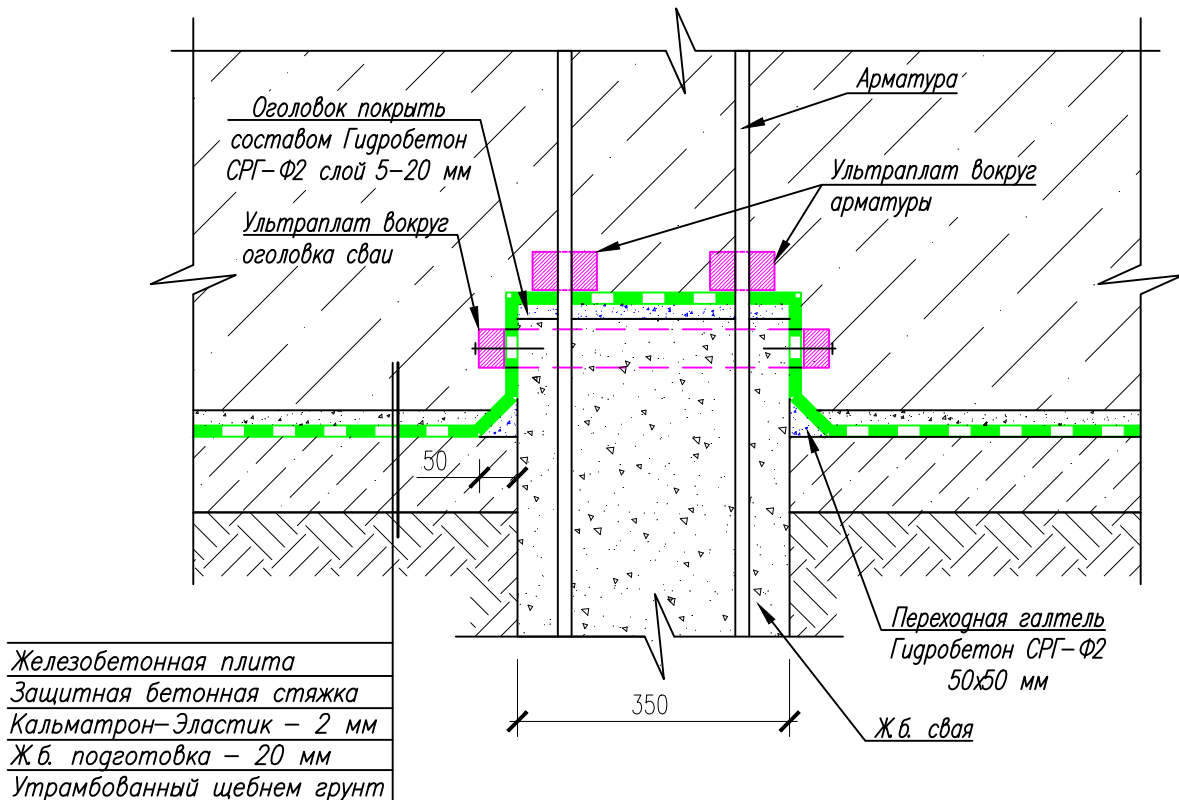 Арматура
Оголовок покрыть
составом Гидробетон
СРГ-Ф2 слой 5-20 мм
Ультраплат вокруг
арматуры
Ультраплат вокруг
оголовка сваи
50
Переходная галтель
Гидробетон СРГ-Ф2
50х50 мм
350
Ж.б. свая
Железобетонная плита
Защитная бетонная стяжка
Кальматрон-Эластик - 2 мм
Ж.б. подготовка - 20 мм
Утрамбованный щебнем грунт